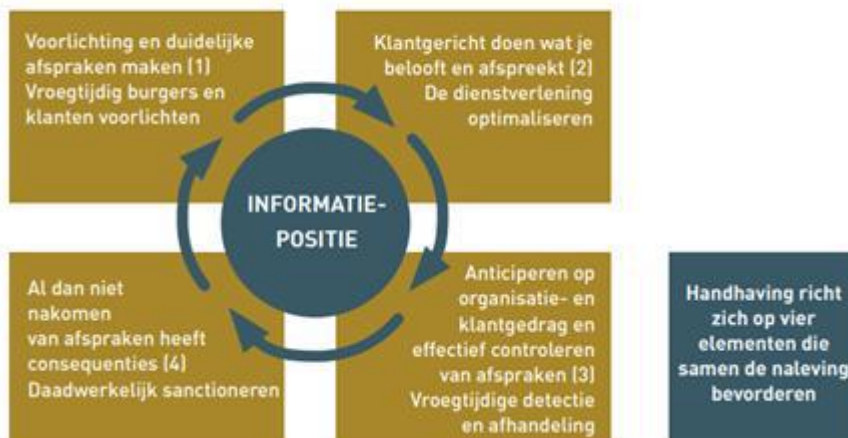 Voorlichting en duidelijke
afspraken maken (1)
Vroegtijdig burgers en
klanten voorlichten
Klantgericht doen wat je
belooft en afspreekt (2)
De dienstverlening
optimaliseren
INFORMATIE-
POSITIE
Al dan niet
nakomen
van afspraken heeft
consequenties (4)
Daadwerkelijk sanctioneren
Anticiperen op
organisatie- en
klantgedrag en
effectief controleren
van afspraken (3)
Vroegtijdige detectie
en afhandeling
Handhaving richt
zich op vier
elementen die
samen de naleving
bevorderen